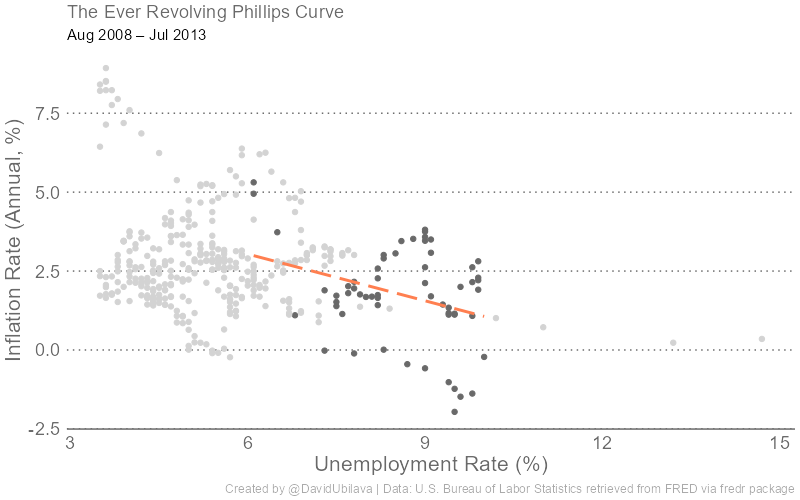 The Ever Revolving Phillips Curve
Aug 2008 – Jul 2013
Inflation Rate (Annual, %)
7.5
5.0
2.5
0.0
-2.5
3 6 9 12 15
Unemployment Rate (%)
Created by @DavidUbilava | Data: U.S. Bureau of Labor Statistics retrieved from FRED via fredr package